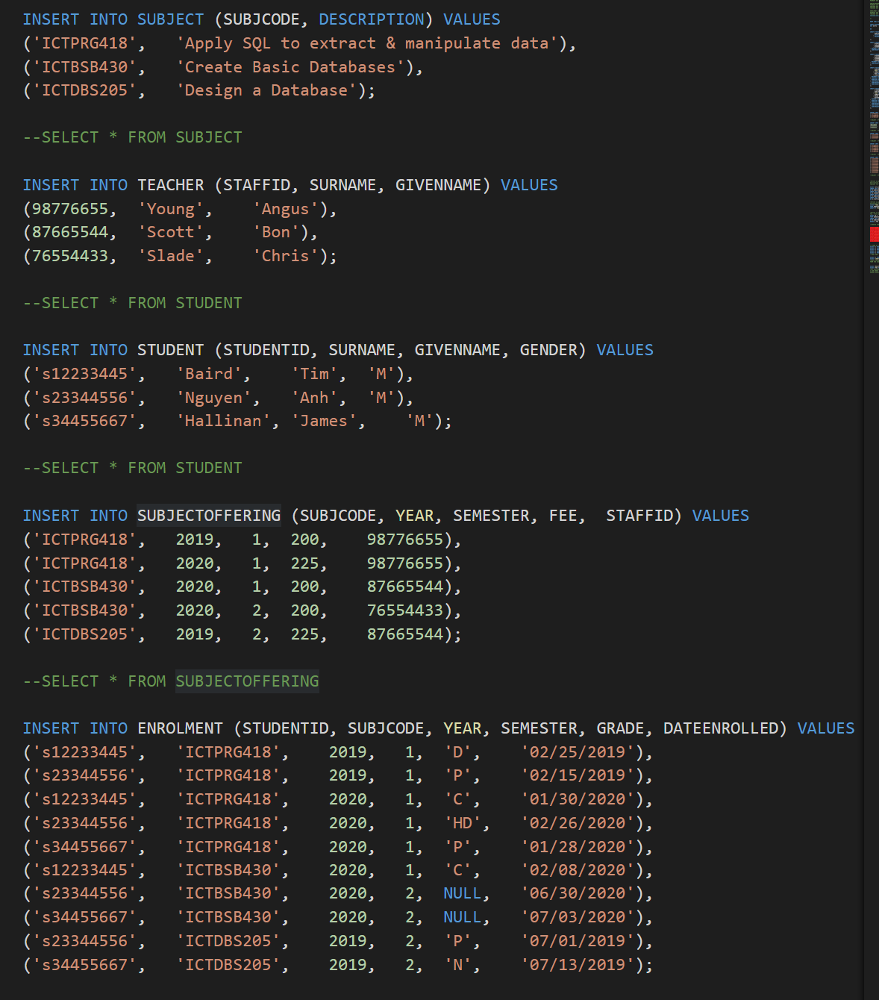 INSERT INTO SUBJECT (SUBJCODE, DESCRIPTION) VALUES
('ICTPRG418',   'Apply SQL to extract & manipulate data'),
('ICTBSB430',   'Create Basic Databases'),
('ICTDBS205',   'Design a Database');
--SELECT * FROM SUBJECT
INSERT INTO TEACHER (STAFFID, SURNAME, GIVENNAME) VALUES
(98776655,  'Young',    'Angus'),
(87665544,  'Scott',    'Bon'),
(76554433,  'Slade',    'Chris');
--SELECT * FROM STUDENT
INSERT INTO STUDENT (STUDENTID, SURNAME, GIVENNAME, GENDER) VALUES
('s12233445',   'Baird',    'Tim',  'M'),
('s23344556',   'Nguyen',   'Anh',  'M'),
('s34455667',   'Hallinan', 'James',    'M');
--SELECT * FROM STUDENT
INSERT INTO SUBJECTOFFERING (SUBJCODE, YEAR, SEMESTER, FEE,  STAFFID) VALUES
('ICTPRG418',   2019,   1,  200,    98776655),
('ICTPRG418',   2020,   1,  225,    98776655),
('ICTBSB430',   2020,   1,  200,    87665544),
('ICTBSB430',   2020,   2,  200,    76554433),
('ICTDBS205',   2019,   2,  225,    87665544);
--SELECT * FROM SUBJECTOFFERING
INSERT INTO ENROLMENT (STUDENTID, SUBJCODE, YEAR, SEMESTER, GRADE, DATEENROLLED) VALUES
('s12233445',   'ICTPRG418',    2019,   1,  'D',    '02/25/2019'),
('s23344556',   'ICTPRG418',    2019,   1,  'P',    '02/15/2019'),
('s12233445',   'ICTPRG418',    2020,   1,  'C',    '01/30/2020'),
('s23344556',   'ICTPRG418',    2020,   1,  'HD',   '02/26/2020'),
('s34455667',   'ICTPRG418',    2020,   1,  'P',    '01/28/2020'),
('s12233445',   'ICTBSB430',    2020,   1,  'C',    '02/08/2020'),
('s23344556',   'ICTBSB430',    2020,   2,  NULL,   '06/30/2020'),
('s34455667',   'ICTBSB430',    2020,   2,  NULL,   '07/03/2020'),
('s23344556',   'ICTDBS205',    2019,   2,  'P',    '07/01/2019'),
('s34455667',   'ICTDBS205',    2019,   2,  'N',    '07/13/2019');